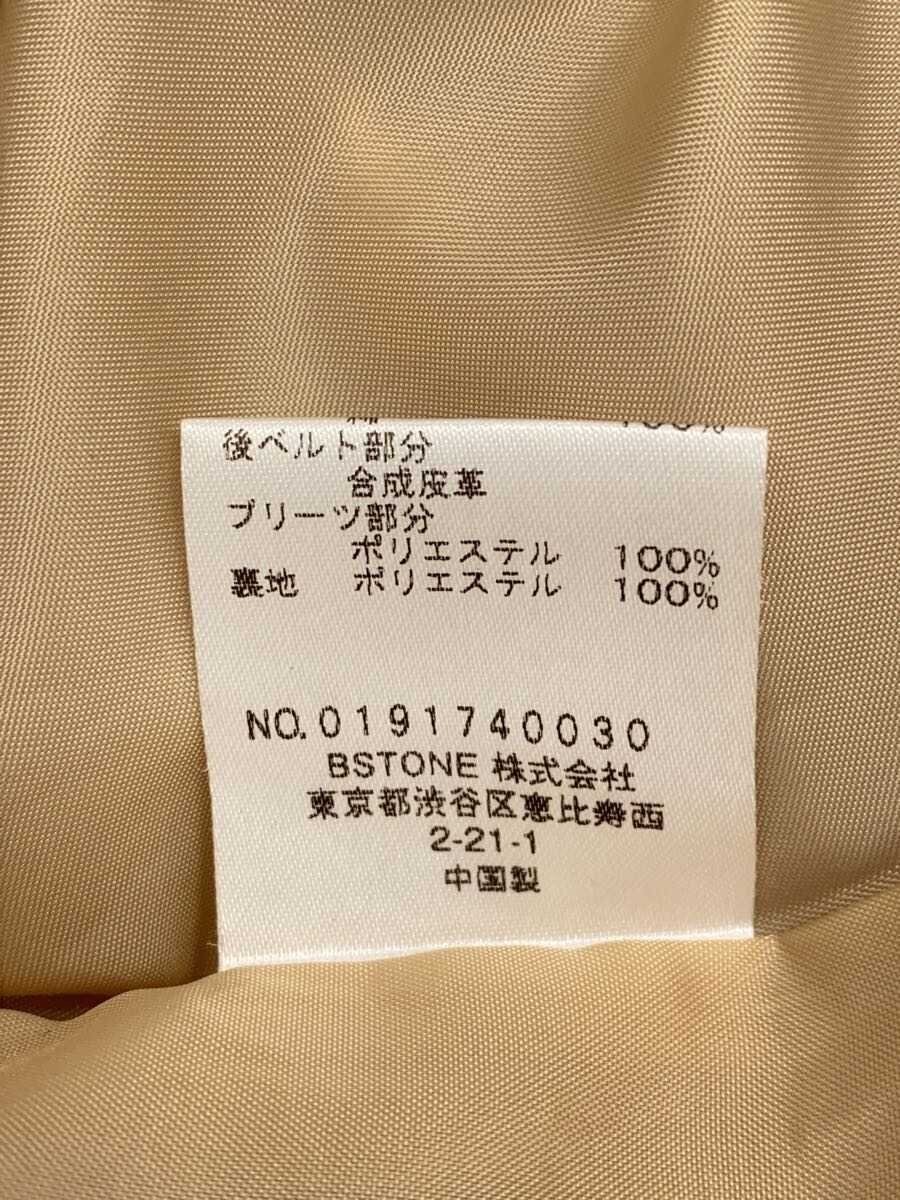 100%
後ベルト部分
合成皮革
プリーツ部分
ポリエステル 100%
裏地 ポリエステル 100%
NO.0191740030
BSTONE 株式会社
東京都渋谷区恵比寿西
2-21-1
中国製